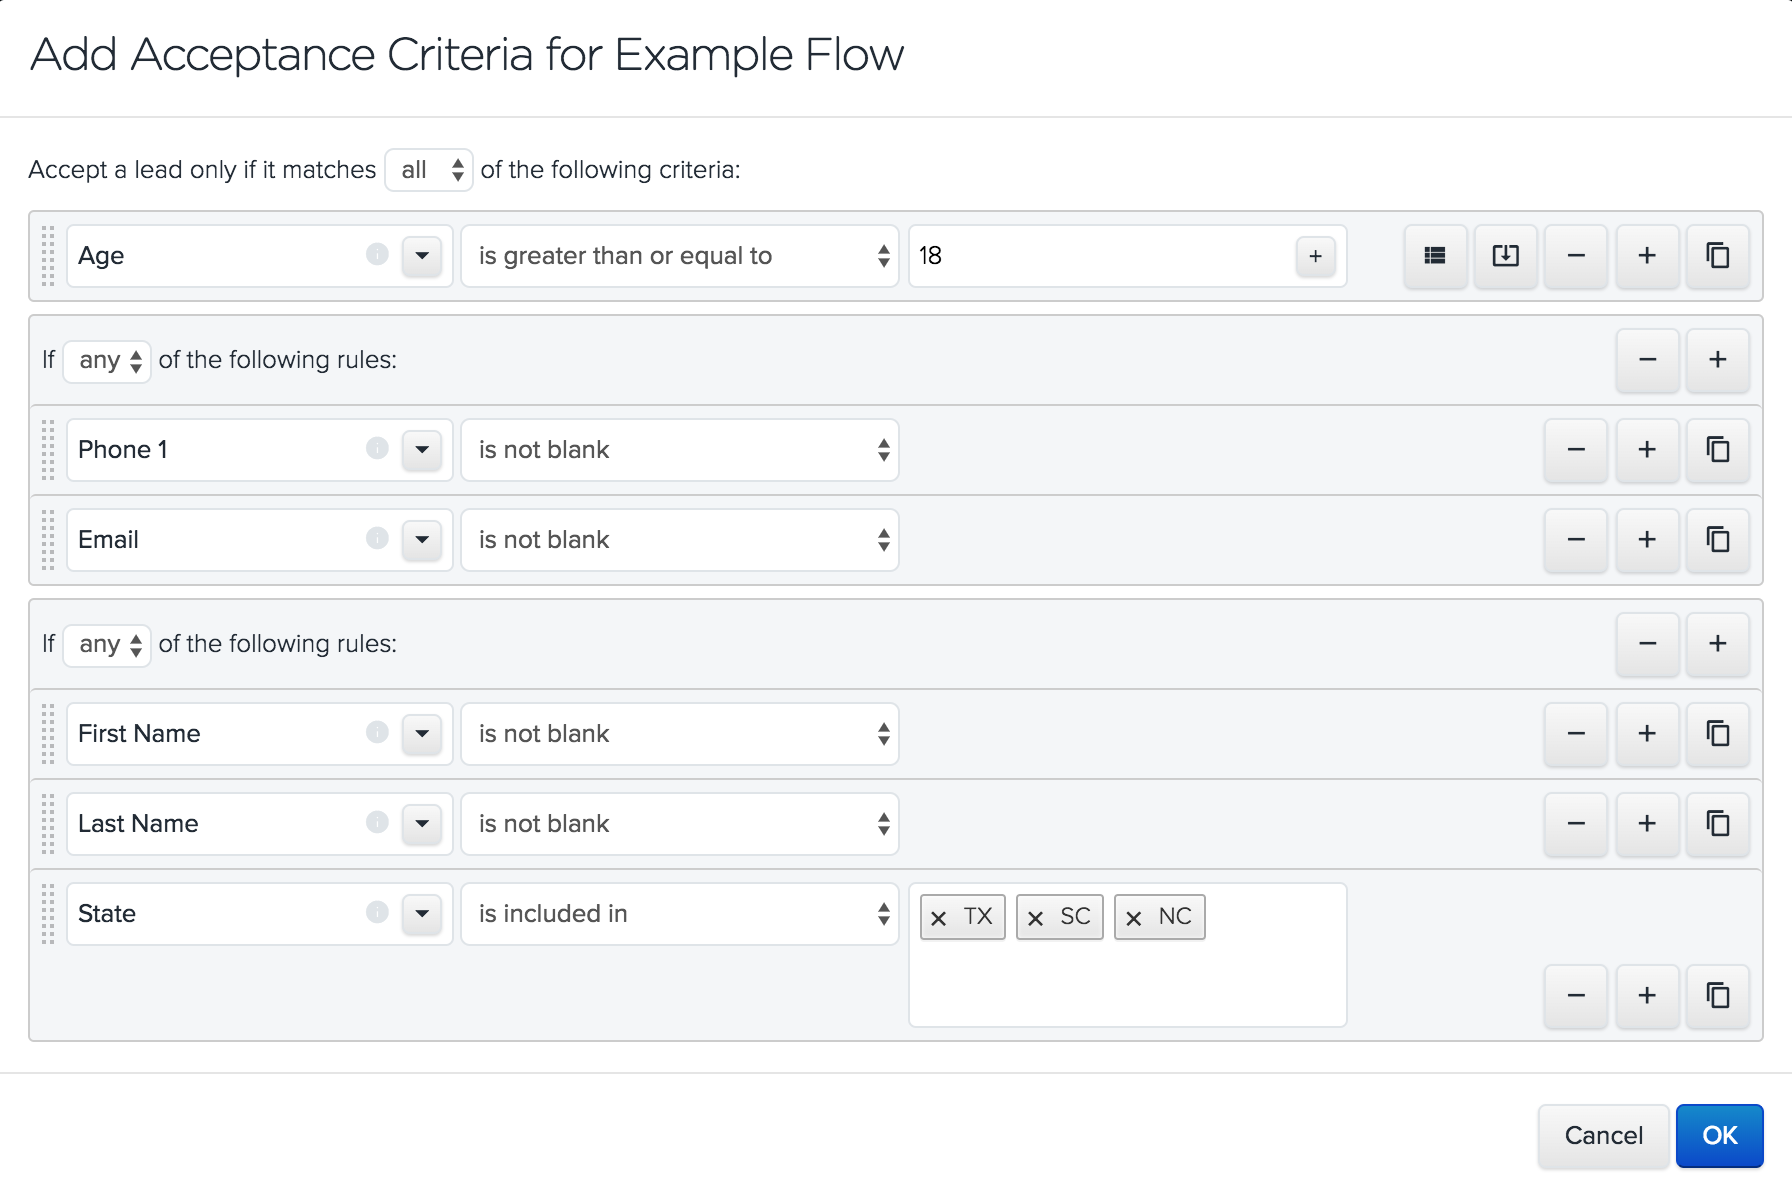 Add Acceptance Criteria for Example Flow
Accept a lead only if it matches all of the following criteria:
Age is greater than or equal to 18 +
If any of the following rules:
Phone 1 is not blank
Email is not blank
If any of the following rules:
First Name is not blank
Last Name is not blank
State is included in × TX × SC × NC
Cancel OK